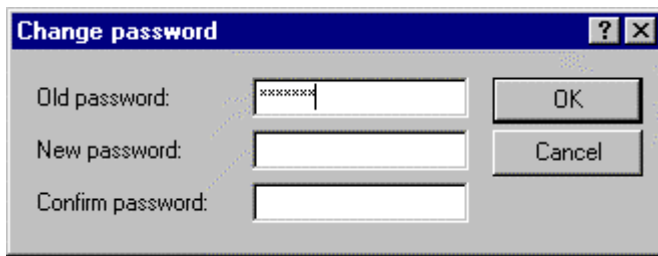 Change password
Old password: *******
OK
New password:
Cancel
Confirm password: